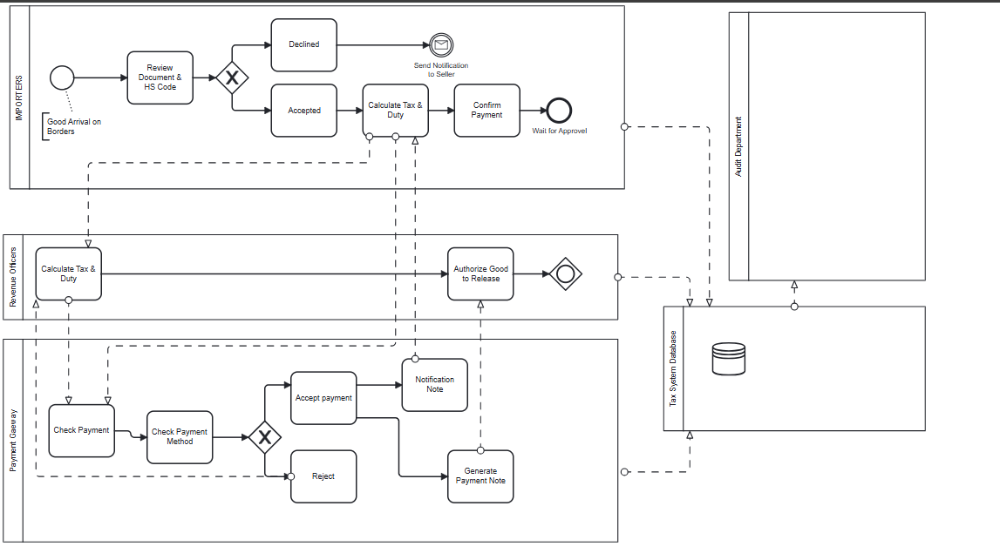 IMPORTERS
Good Arrival on
Borders
Review
Document &
HS Code
X
Declined
Send Notification
to Seller
Accepted
Calculate Tax &
Duty
Confirm
Payment
Wait for Approvel
Audit Department
Revenue Officers
Calculate Tax &
Duty
Authorize Good
to Release
Tax System Database
Payment Gaeway
Check Payment
Check Payment
Method
X
Accept payment
Notification
Note
Reject
Generate
Payment Note